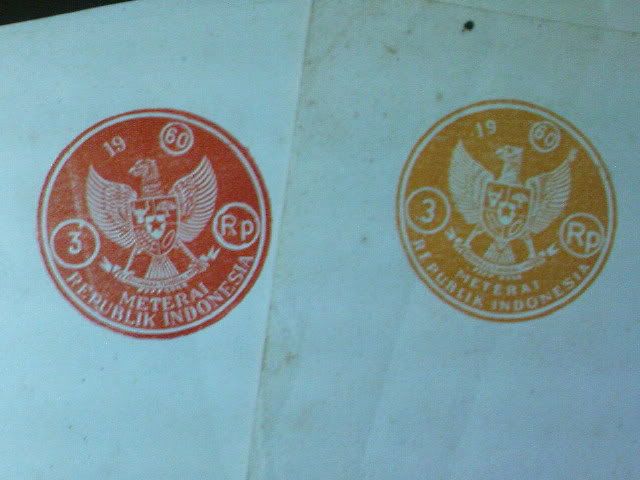 19 60
3 Rp
METERAI
REPUBLIK INDONESIA
19 60
3 Rp
METERAI
REPUBLIK INDONESIA